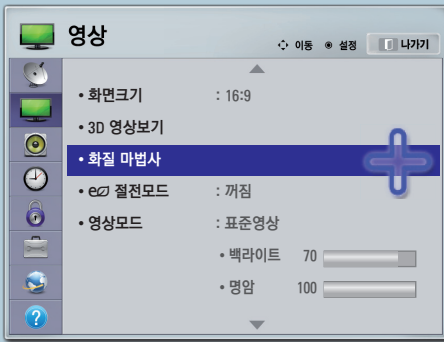 영상
이동 설정 나가기
• 화면크기 : 16:9
• 3D 영상보기
• 화질 마법사
• e 절전모드 : 꺼짐
• 영상모드 : 표준영상
• 백라이트 70
• 명암 100
?